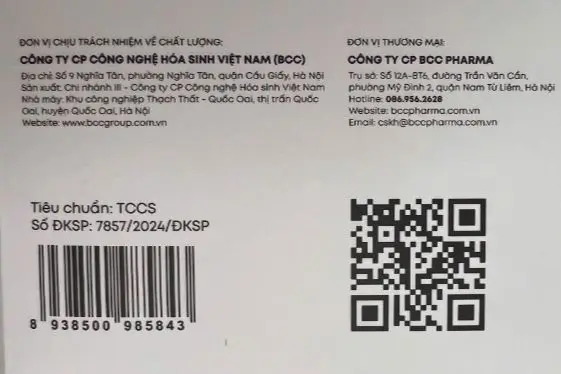 ĐƠN VỊ CHỊU TRÁCH NHIỆM VỀ CHẤT LƯỢNG:
CÔNG TY CP CÔNG NGHỆ HÓA SINH VIỆT NAM (BCC)
Địa chỉ: Số 9 Nghĩa Tân, phường Nghĩa Tân, quận Cầu Giấy, Hà Nội
Sản xuất: Chi nhánh III - Công ty CP Công nghệ Hóa sinh Việt Nam
Nhà máy: Khu công nghiệp Thạch Thất - Quốc Oai, thị trấn Quốc
Oai, huyện Quốc Oai, Hà Nội
Website: www.bccgroup.com.vn
ĐƠN VỊ THƯƠNG MẠI:
CÔNG TY CP BCC PHARMA
Trụ sở: Số 12A-BT6, đường Trần Văn Cẩn,
phường Mỹ Đình 2, quận Nam Từ Liêm, Hà Nội
Hotline: 086.956.2628
Website: bccpharma.com.vn
Email: cskh@bccpharma.com.vn
Tiêu chuẩn: TCCS
Số ĐKSP: 7857/2024/ĐKSP
8 938500 985843